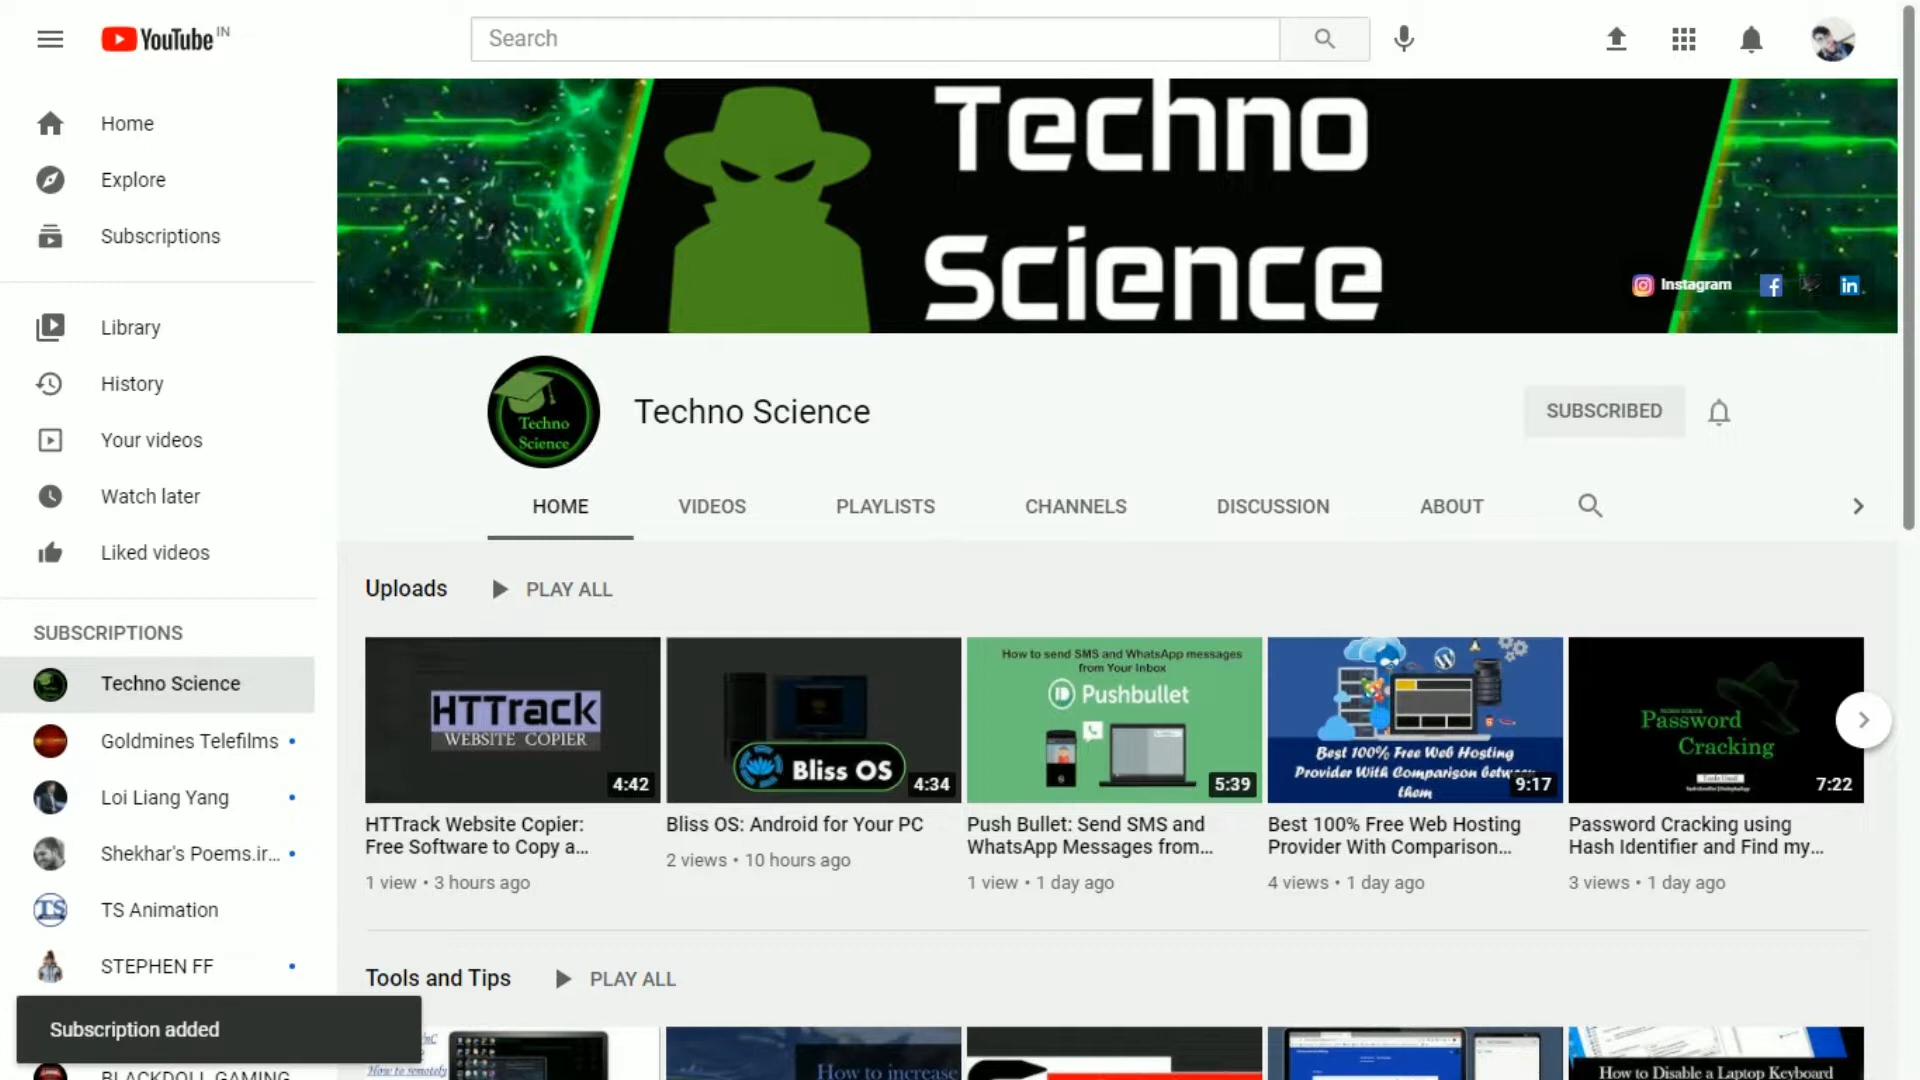 YouTube IN
Search
Home
Explore
Subscriptions
Library
History
Your videos
Watch later
Liked videos
SUBSCRIPTIONS
Techno Science
Goldmines Telefilms
Loi Liang Yang
Shekhar's Poems.ir...
TS Animation
STEPHEN FF
Subscription added
BLACKDOLL GAMING
Techno
Science
Instagram
Techno
Science
Techno Science
SUBSCRIBED
HOME
VIDEOS
PLAYLISTS
CHANNELS
DISCUSSION
ABOUT
Uploads
PLAY ALL
HTTrack
WEBSITE COPIER
4:42
HTTrack Website Copier:
Free Software to Copy a...
1 view • 3 hours ago
Bliss OS
4:34
Bliss OS: Android for Your PC
2 views • 10 hours ago
How to send SMS and WhatsApp messages
from Your Inbox
Pushbullet
5:39
Push Bullet: Send SMS and
WhatsApp Messages from...
1 view • 1 day ago
Best 100% Free Web Hosting
Provider With Comparison between
them
9:17
Best 100% Free Web Hosting
Provider With Comparison...
4 views • 1 day ago
Password
Cracking
7:22
Password Cracking using
Hash Identifier and Find my...
3 views • 1 day ago
Tools and Tips
PLAY ALL
How to remotely
How to increase
How to Disable a Laptop Keyboard